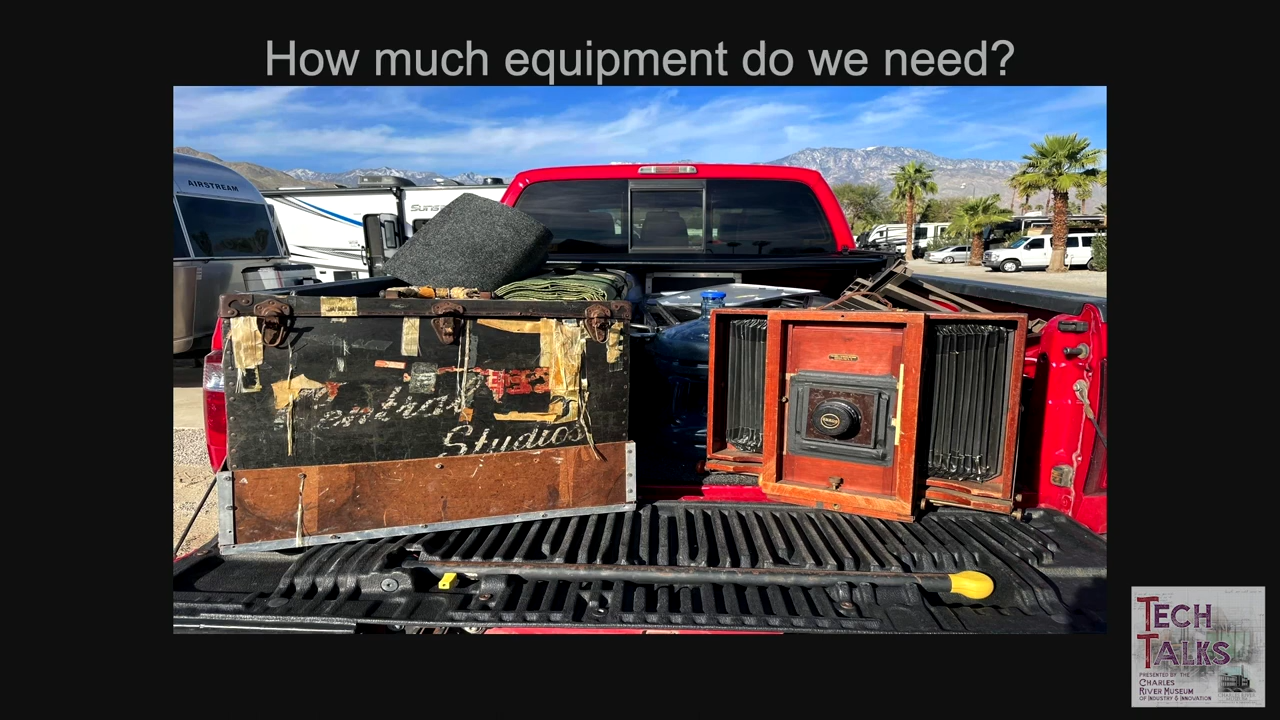 How much equipment do we need?
AIRSTREAM
Central
Studios
TECH
TALKS
PRESENTED BY THE
CHARLES
RIVER MUSEUM
OF INDUSTRY & INNOVATION